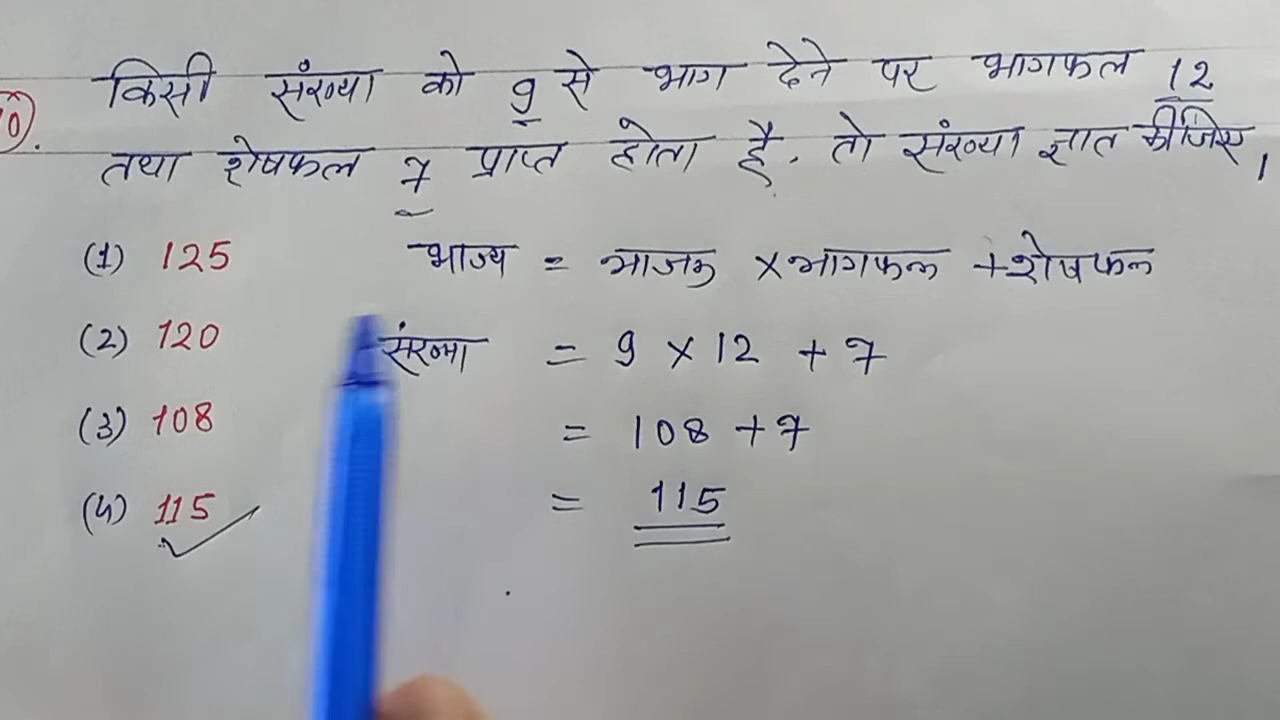 किसी संख्या को 9 से भाग देने पर भागफल 12
तथा शेषफल 7 प्राप्त होता है. तो संख्या ज्ञात कीजिए,
(1) 125
(2) 120
(3) 108
(4) 115
भाज्य = भाजक × भागफल + शेषफल
संख्या = 9 × 12 + 7
= 108 + 7
= 115